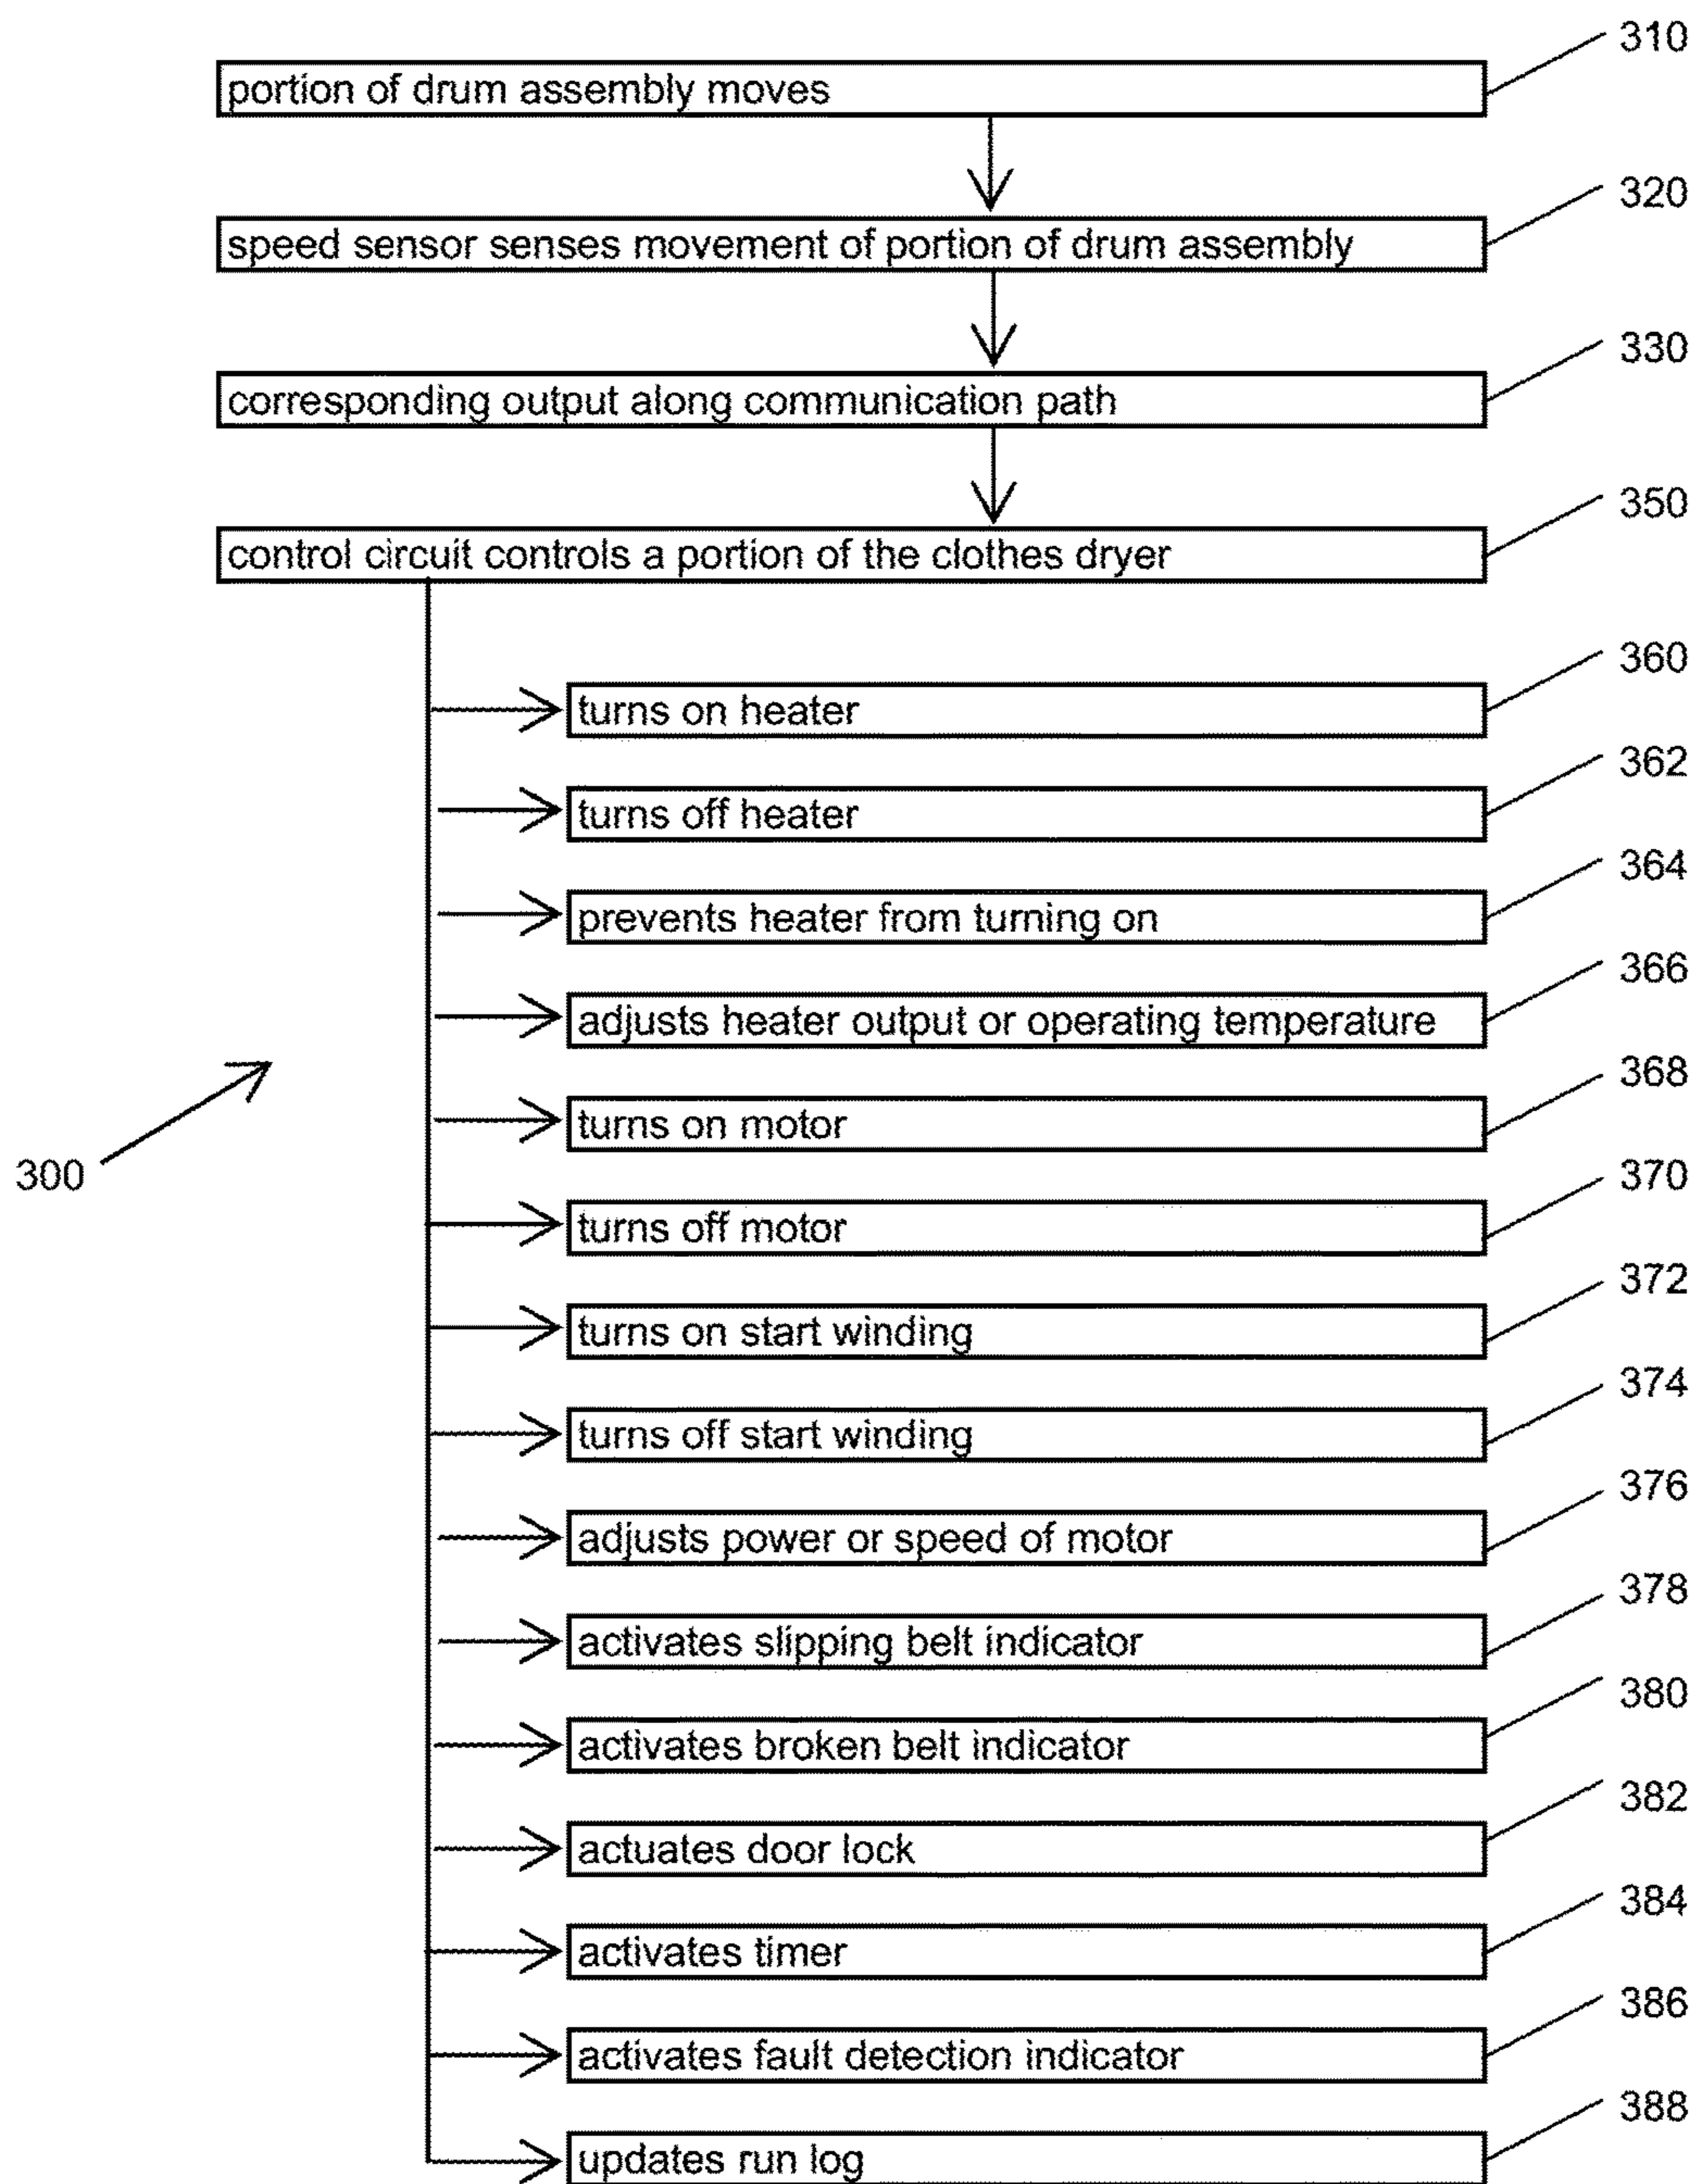 310
portion of drum assembly moves
320
speed sensor senses movement of portion of drum assembly
330
corresponding output along communication path
350
control circuit controls a portion of the clothes dryer
360
turns on heater
362
turns off heater
364
prevents heater from turning on
366
adjusts heater output or operating temperature
368
turns on motor
300
370
turns off motor
372
turns on start winding
374
turns off start winding
376
adjusts power or speed of motor
378
activates slipping belt indicator
380
activates broken belt indicator
382
actuates door lock
384
activates timer
386
activates fault detection indicator
388
updates run log